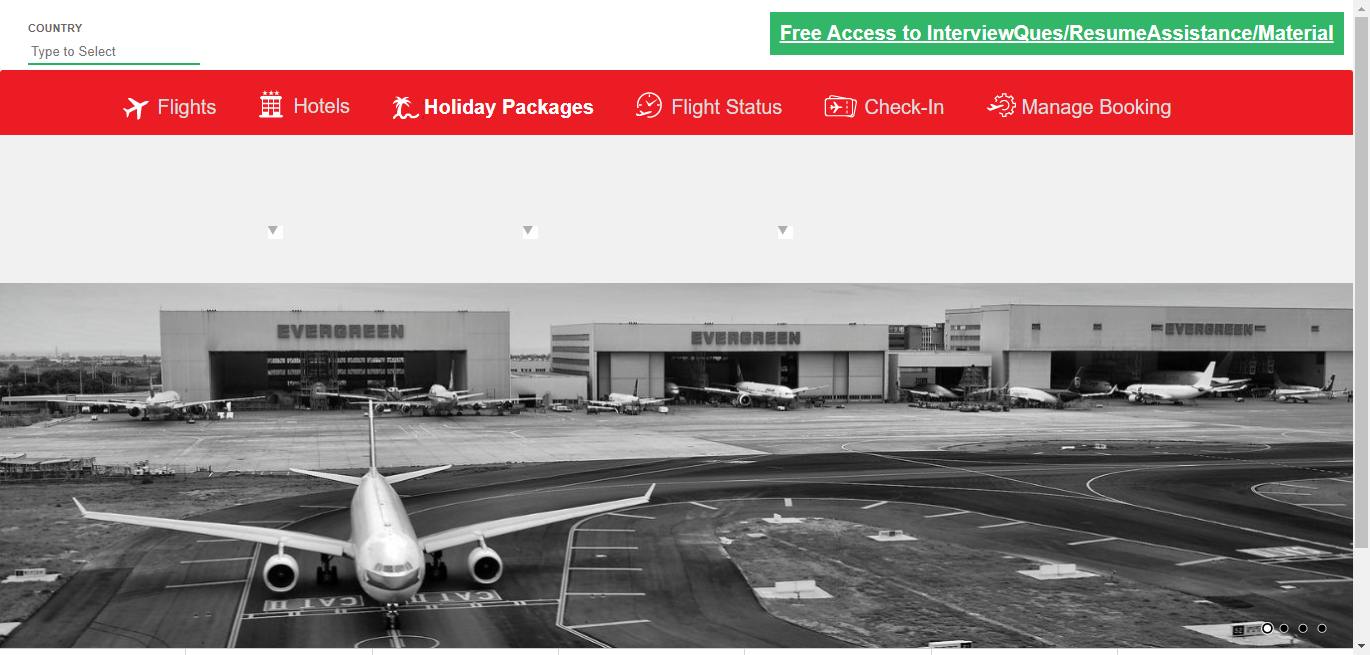 COUNTRY
Type to Select
Free Access to InterviewQues/ResumeAssistance/Material
Flights
Hotels
Holiday Packages
Flight Status
Check-In
Manage Booking
EVERGREEN
EVERGREEN
EVERGREEN
CAT II
CAT II